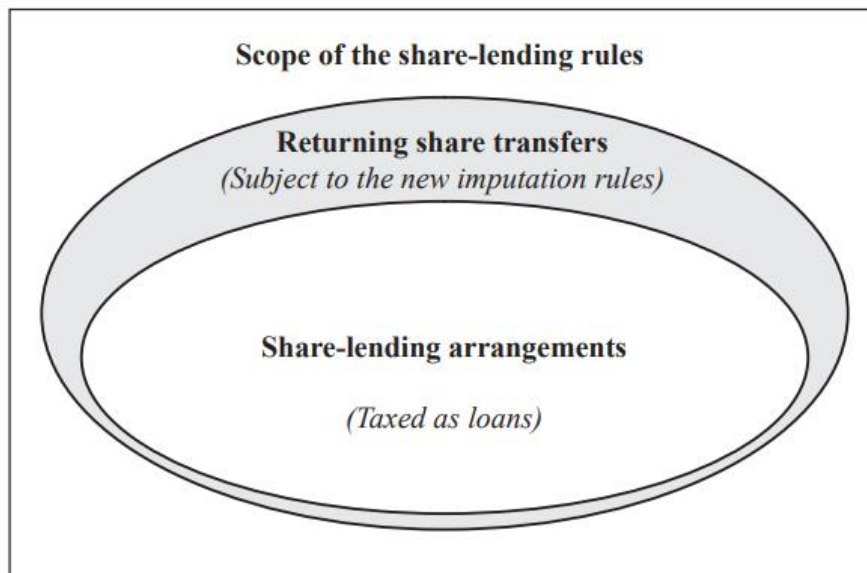 Scope of the share-lending rules
Returning share transfers
(Subject to the new imputation rules)
Share-lending arrangements
(Taxed as loans)